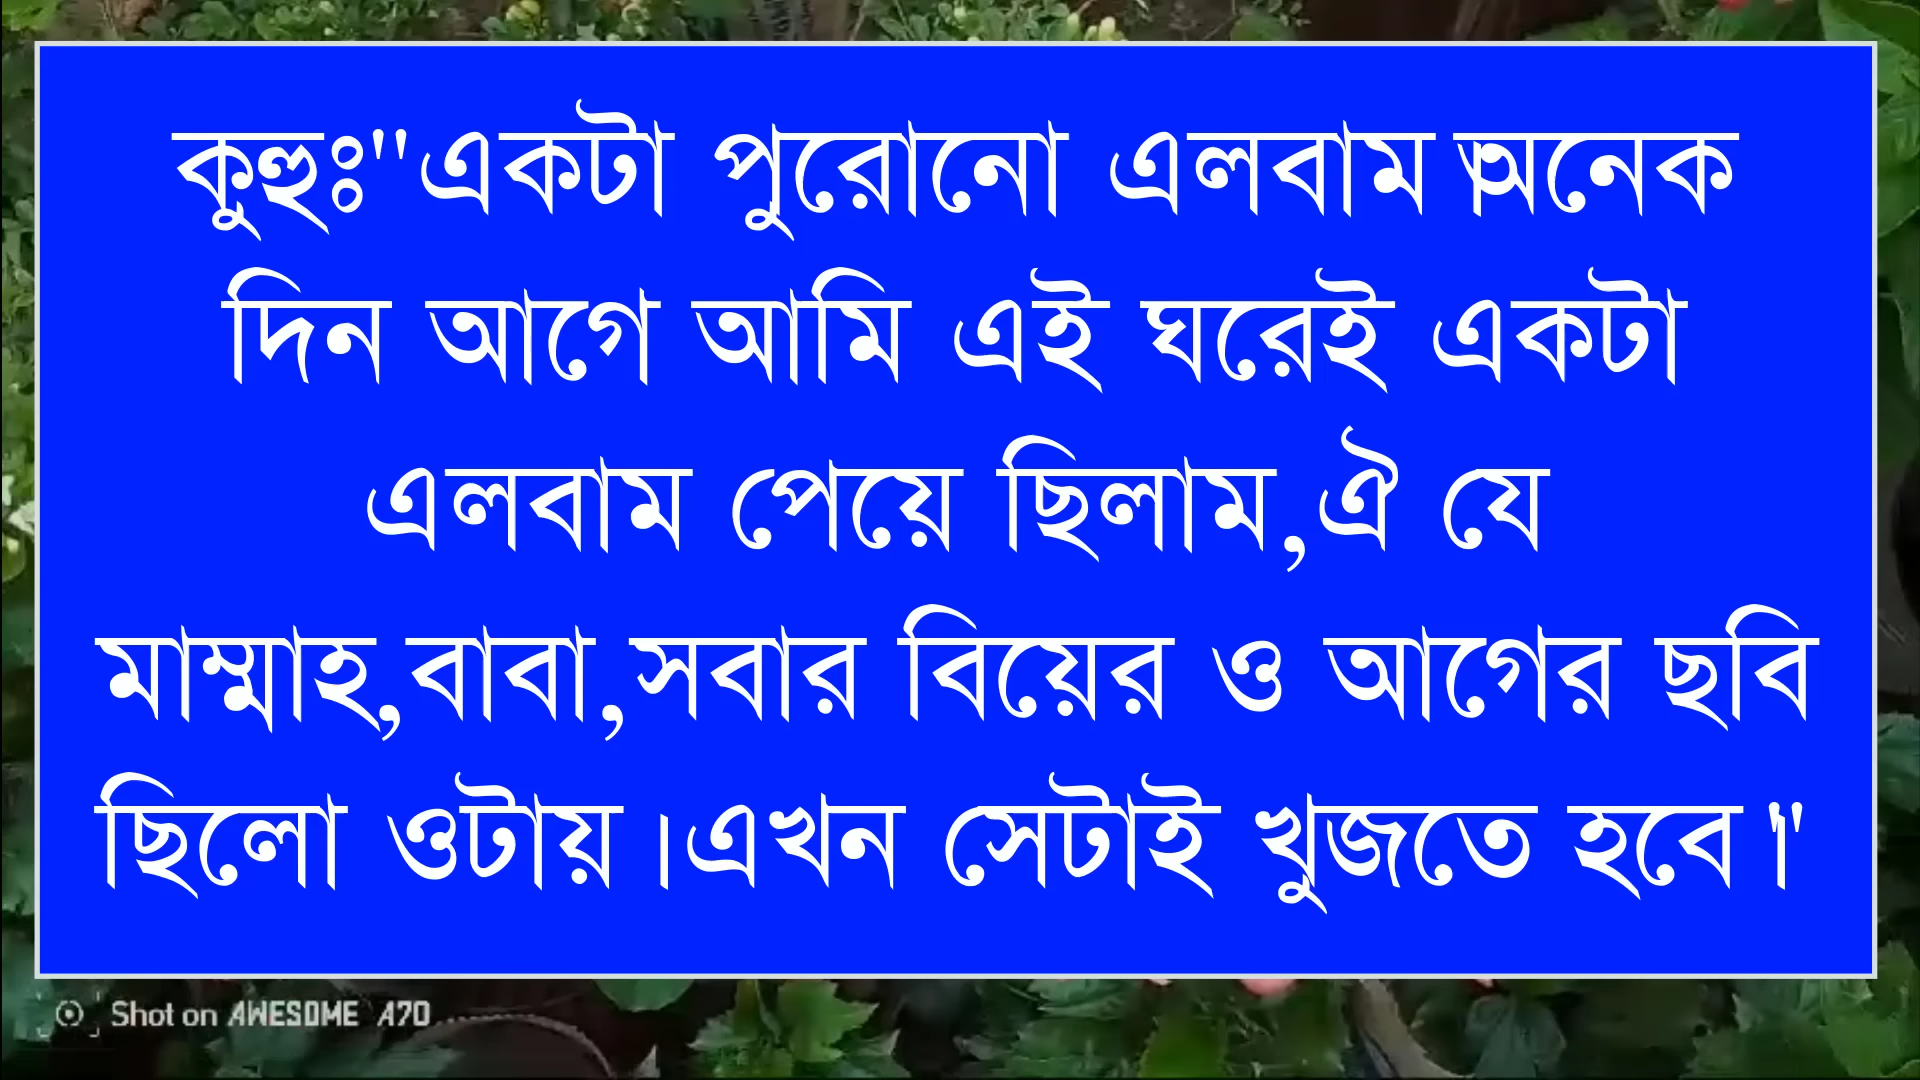 কুহুঃ"একটা পুরোনো এলবাম।অনেক
দিন আগে আমি এই ঘরেই একটা
এলবাম পেয়ে ছিলাম,ঐ যে
মাম্মাহ,বাবা,সবার বিয়ের ও আগের ছবি
ছিলো ওটায়।এখন সেটাই খুজতে হবে।"
Shot on AWESOME A70